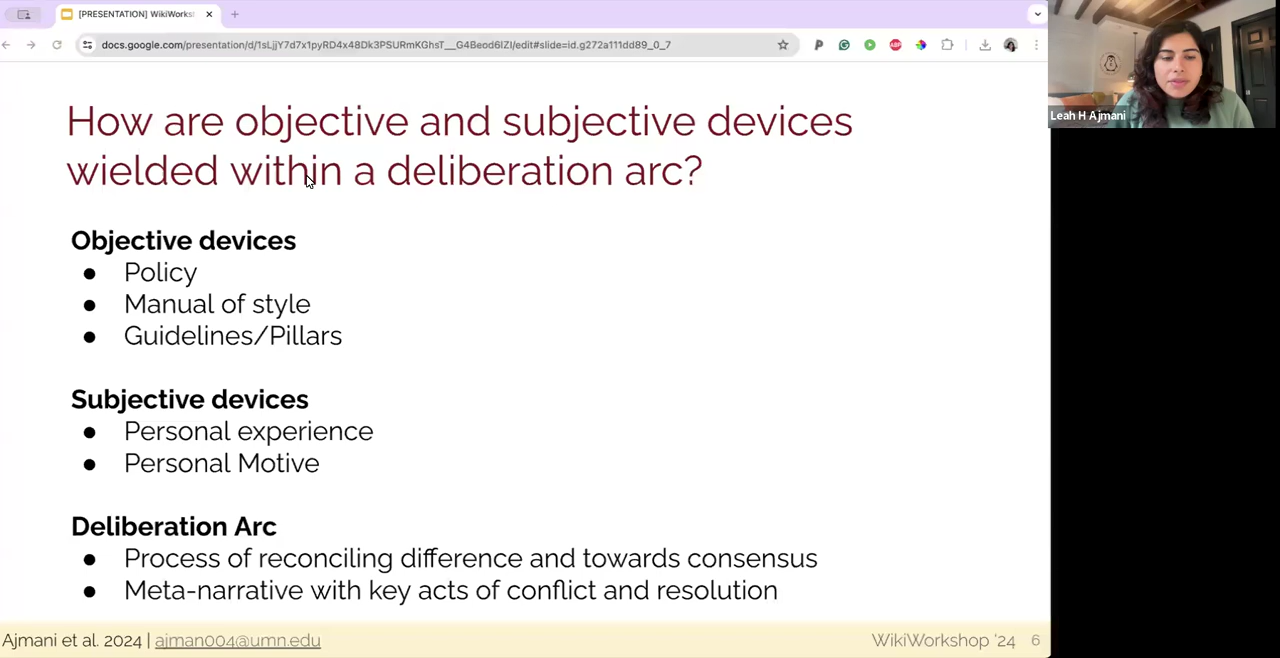 [PRESENTATION] WikiWorks
docs.google.com/presentation/d/1sLjjY7d7x1pyRD4x48Dk3PSURmKGhsT__G4Beod6lZI/edit#slide=id.g272a111dd89_0_7
ABP
Leah H Ajmani
How are objective and subjective devices
wielded within a deliberation arc?
Objective devices
● Policy
● Manual of style
● Guidelines/Pillars
Subjective devices
● Personal experience
● Personal Motive
Deliberation Arc
● Process of reconciling difference and towards consensus
● Meta-narrative with key acts of conflict and resolution
Ajmani et al. 2024 | ajman004@umn.edu
WikiWorkshop '24 6